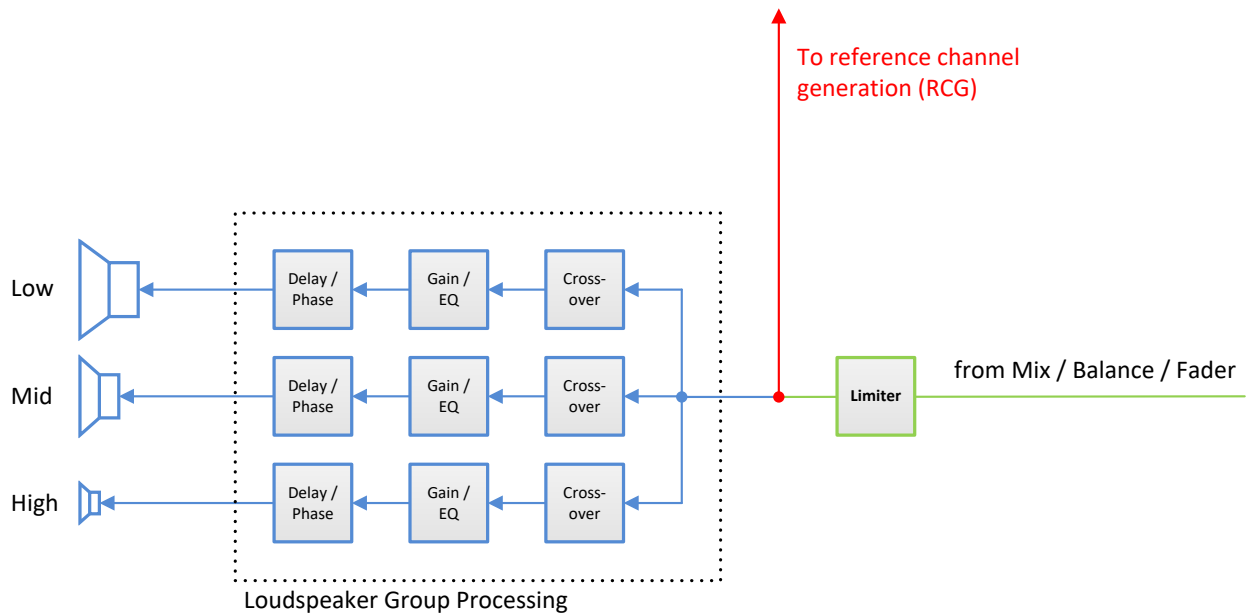 To reference channel
generation (RCG)
Low
Delay /
Phase
Gain /
EQ
Cross-
over
Mid
Delay /
Phase
Gain /
EQ
Cross-
over
Limiter
from Mix / Balance / Fader
High
Delay /
Phase
Gain /
EQ
Cross-
over
Loudspeaker Group Processing